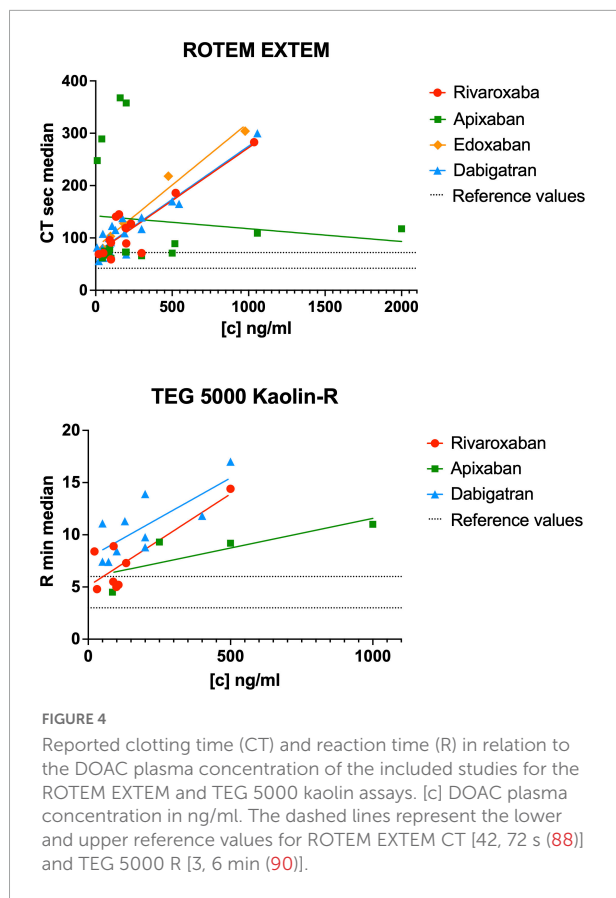 ROTEM EXTEM
400
300
200
100
0
CT sec median
0
500
1000
1500
2000
[c] ng/ml
Rivaroxaba
Apixaban
Edoxaban
Dabigatran
Reference values
TEG 5000 Kaolin-R
20
15
10
5
0
R min median
0
500
1000
[c] ng/ml
Rivaroxaban
Apixaban
Dabigatran
Reference values
FIGURE 4
Reported clotting time (CT) and reaction time (R) in relation to
the DOAC plasma concentration of the included studies for the
ROTEM EXTEM and TEG 5000 kaolin assays. [c] DOAC plasma
concentration in ng/ml. The dashed lines represent the lower
and upper reference values for ROTEM EXTEM CT [42, 72 s (88)]
and TEG 5000 R [3, 6 min (90)].